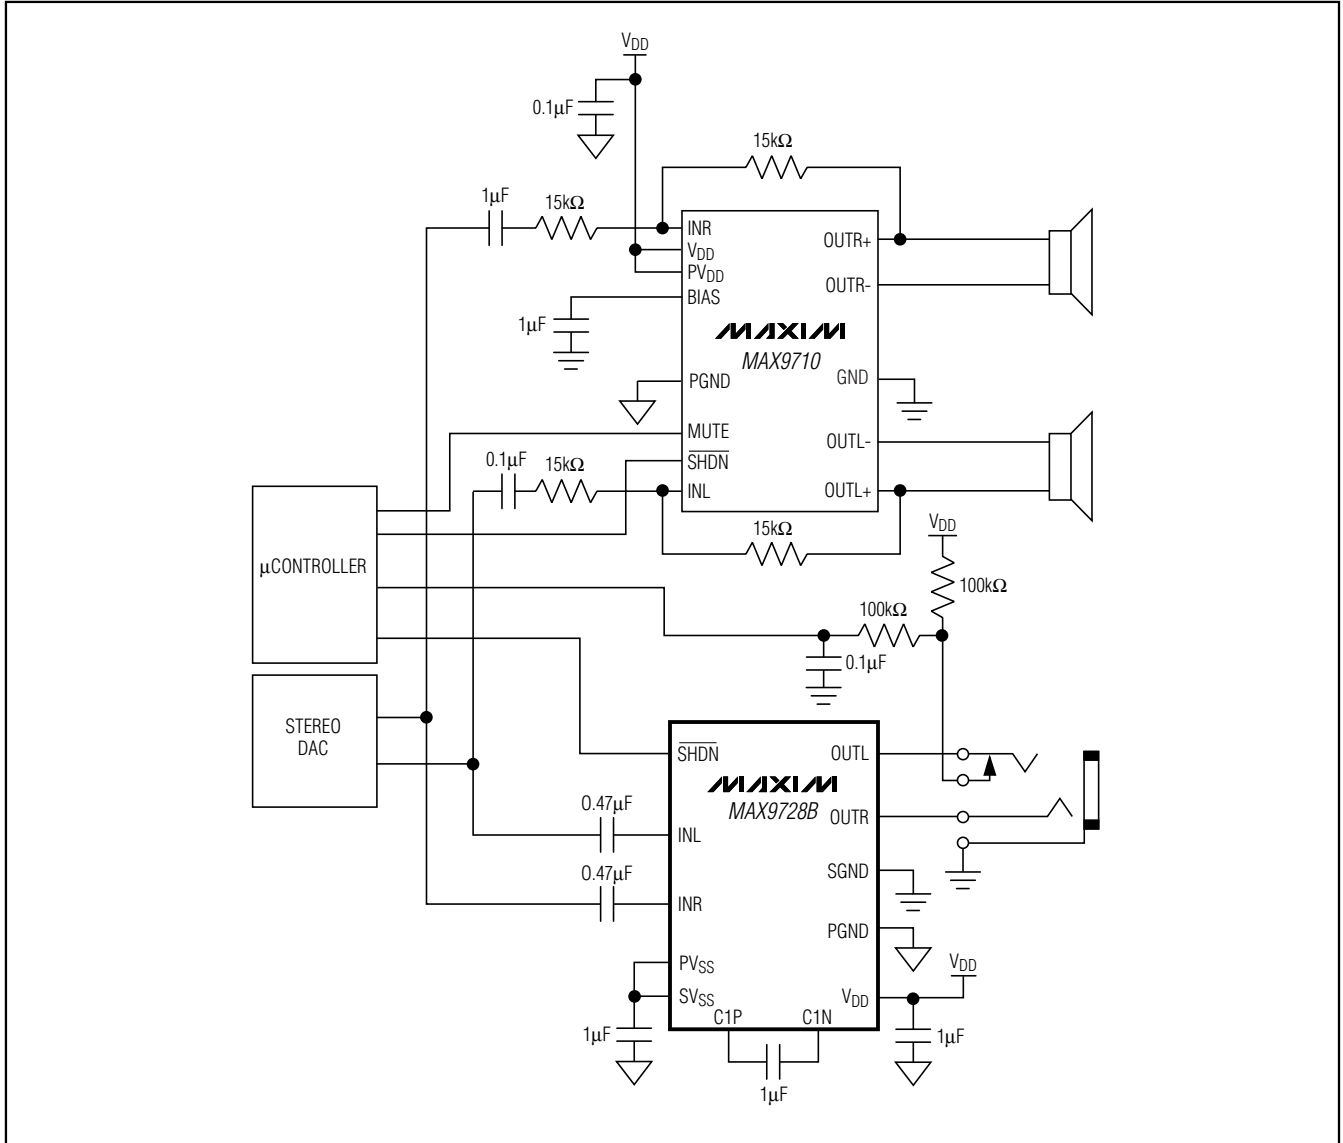 VDD
0.1µF
15kΩ
1µF
15kΩ
INR
VDD
PVDD
BIAS
1µF
OUTR+
OUTR-
MAXIM
MAX9710
PGND
GND
MUTE
SHDN
INL
OUTL-
OUTL+
0.1µF
15kΩ
15kΩ
VDD
100kΩ
100kΩ
0.1µF
µCONTROLLER
STEREO
DAC
SHDN
OUTL
MAXIM
MAX9728B
OUTR
0.47µF
INL
SGND
0.47µF
INR
PGND
PVSS
SVSS
VDD
VDD
C1P
C1N
1µF
1µF
1µF